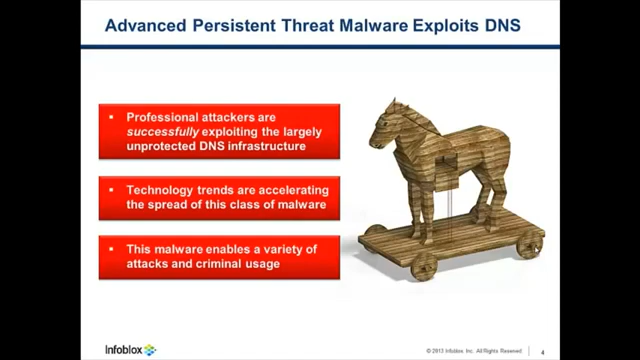 Advanced Persistent Threat Malware Exploits DNS
▪ Professional attackers are
successfully exploiting the largely
unprotected DNS infrastructure
▪ Technology trends are accelerating
the spread of this class of malware
▪ This malware enables a variety of
attacks and criminal usage
Infoblox
© 2013 Infoblox, Inc. All Rights Reserved
4